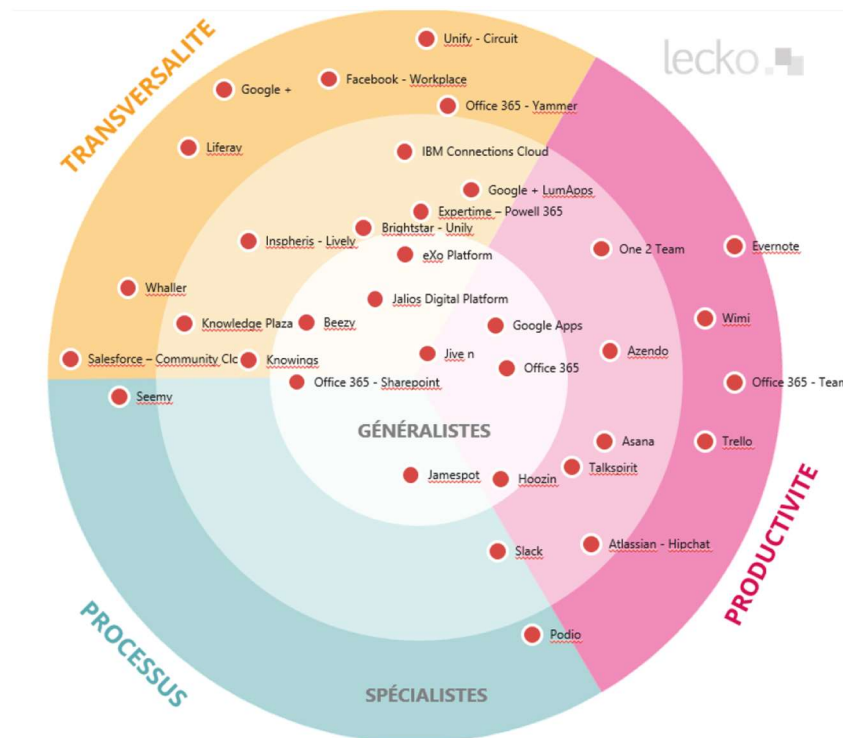 TRANSVERSALITE
lecko
Unify - Circuit
Facebook - Workplace
Google +
Office 365 - Yammer
Liferay
IBM Connections Cloud
Google + LumApps
Expertime – Powell 365
Brightstar - Unily
Inspheris - Lively
One 2 Team
Evernote
eXo Platform
Whaller
Jalios Digital Platform
Wimi
Knowledge Plaza
Beezy
Google Apps
Azendo
Salesforce – Community Clc
Knowings
Jive n
Office 365
Office 365 - Sharepoint
Office 365 - Team
Seemy
GÉNÉRALISTES
Asana
Trello
Talkspirit
Jamespot
Hoozin
Slack
Atlassian - Hipchat
PRODUCTIVITE
PROCESSUS
Podio
SPÉCIALISTES